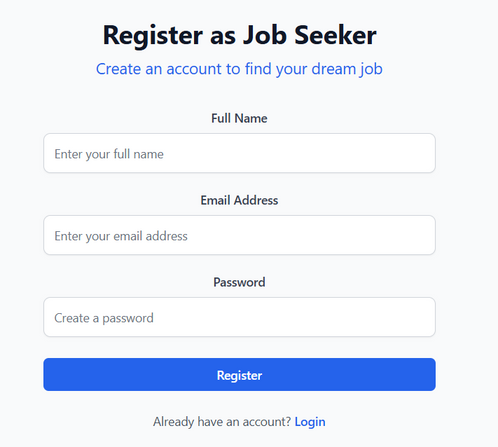 Register as Job Seeker
Create an account to find your dream job
Full Name
Enter your full name
Email Address
Enter your email address
Password
Create a password
Register
Already have an account? Login